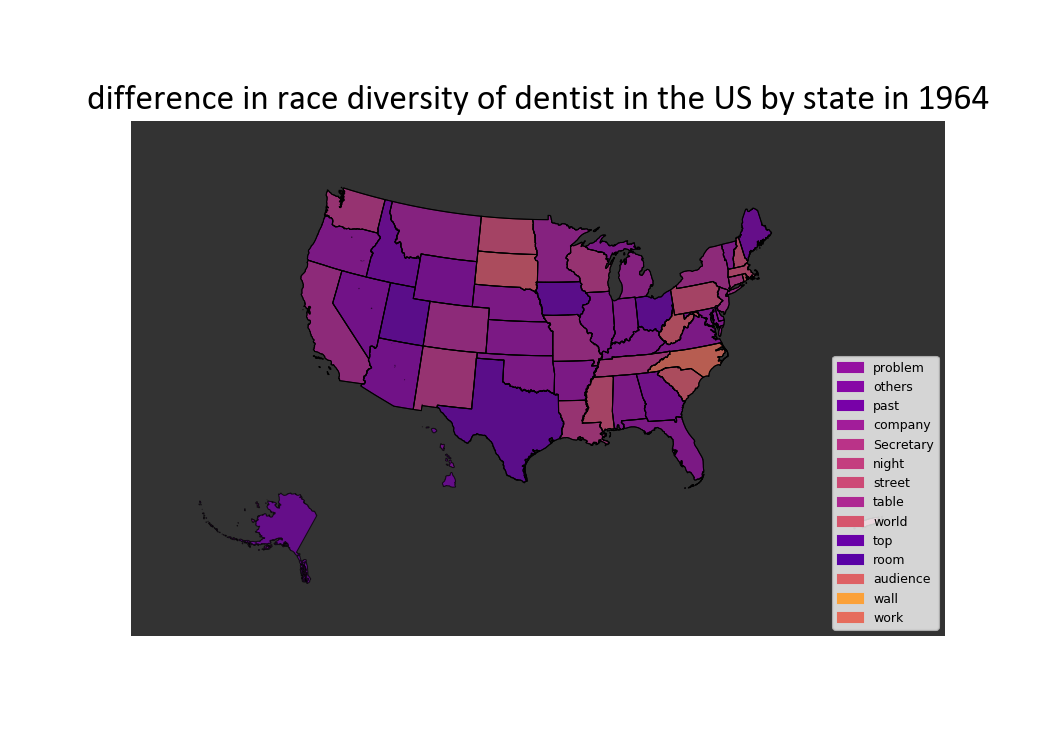 difference in race diversity of dentist in the US by state in 1964
problem
others
past
company
Secretary
night
street
table
world
top
room
audience
wall
work